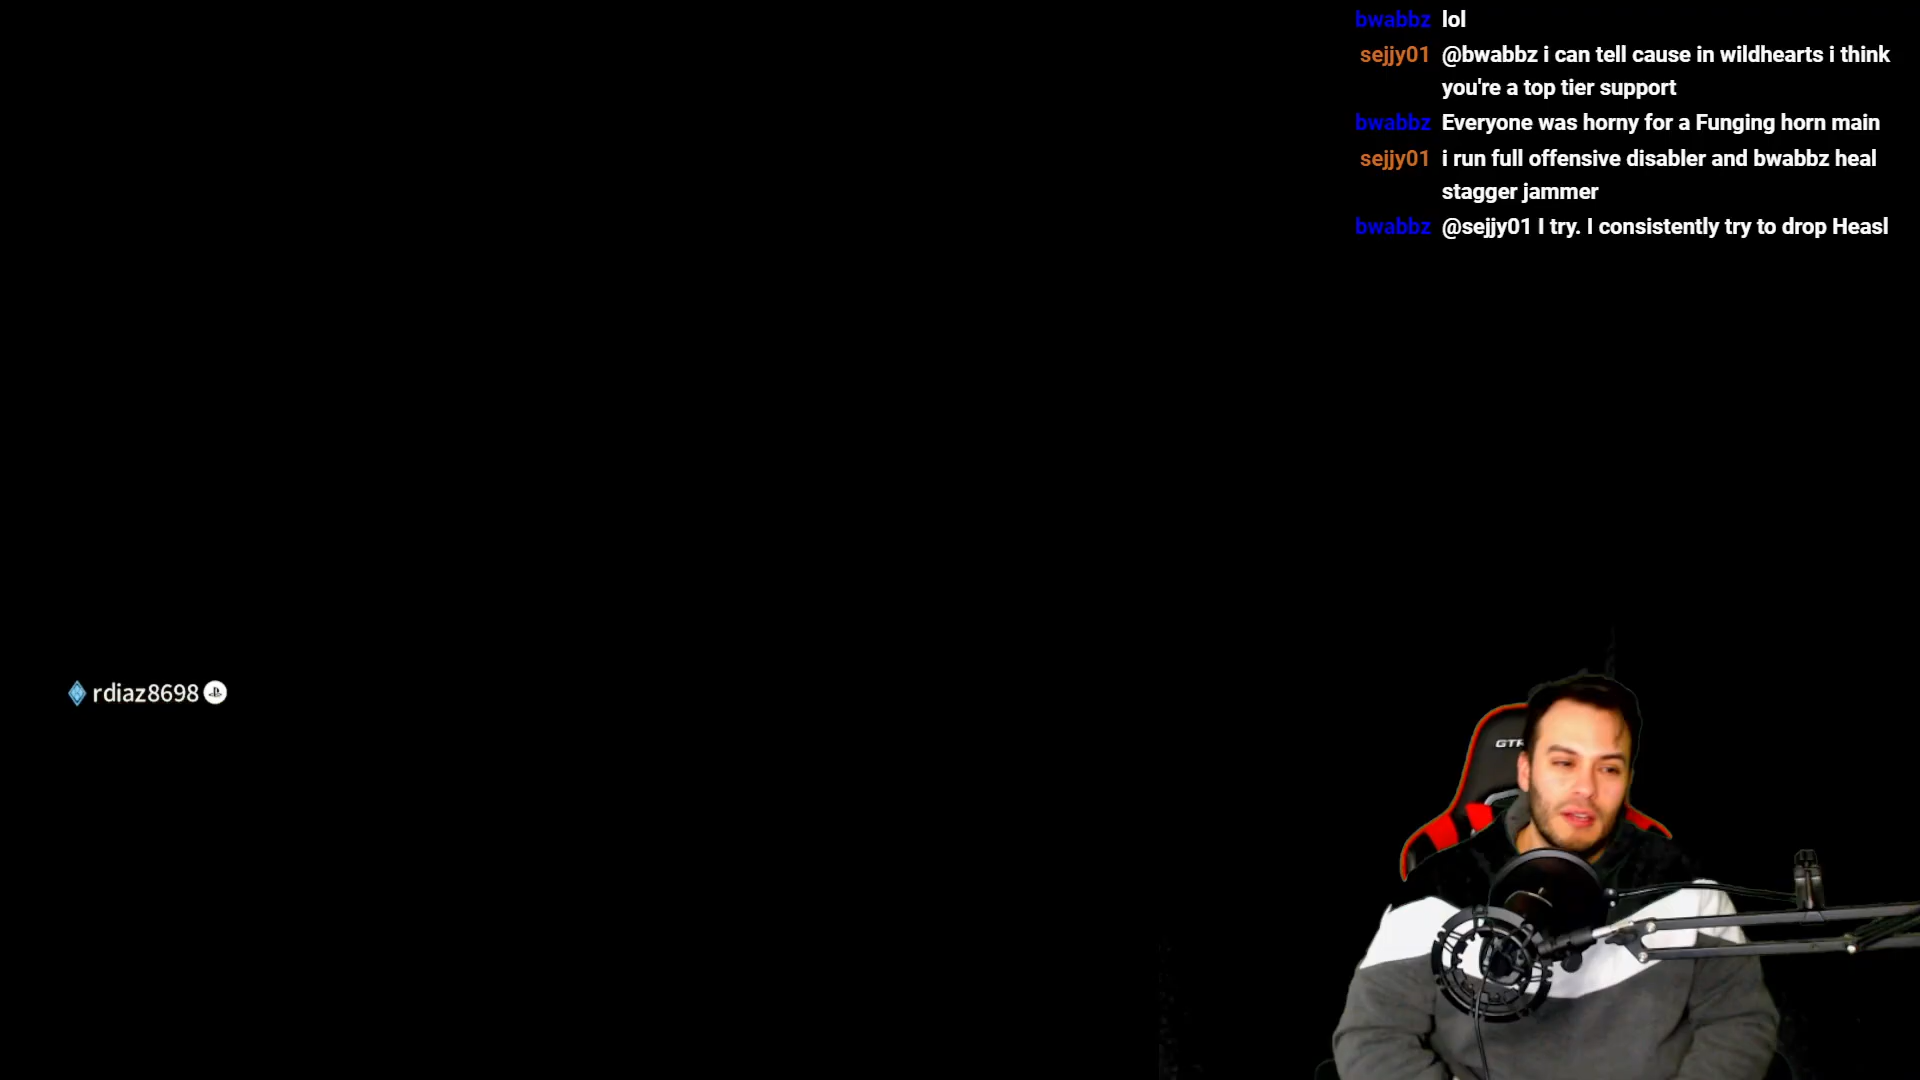 bwabbz lol
sejjy01 @bwabbz i can tell cause in wildhearts i think
you're a top tier support
bwabbz Everyone was horny for a Funging horn main
sejjy01 i run full offensive disabler and bwabbz heal
stagger jammer
bwabbz @sejjy01 I try. I consistently try to drop Heasl
rdiaz8698